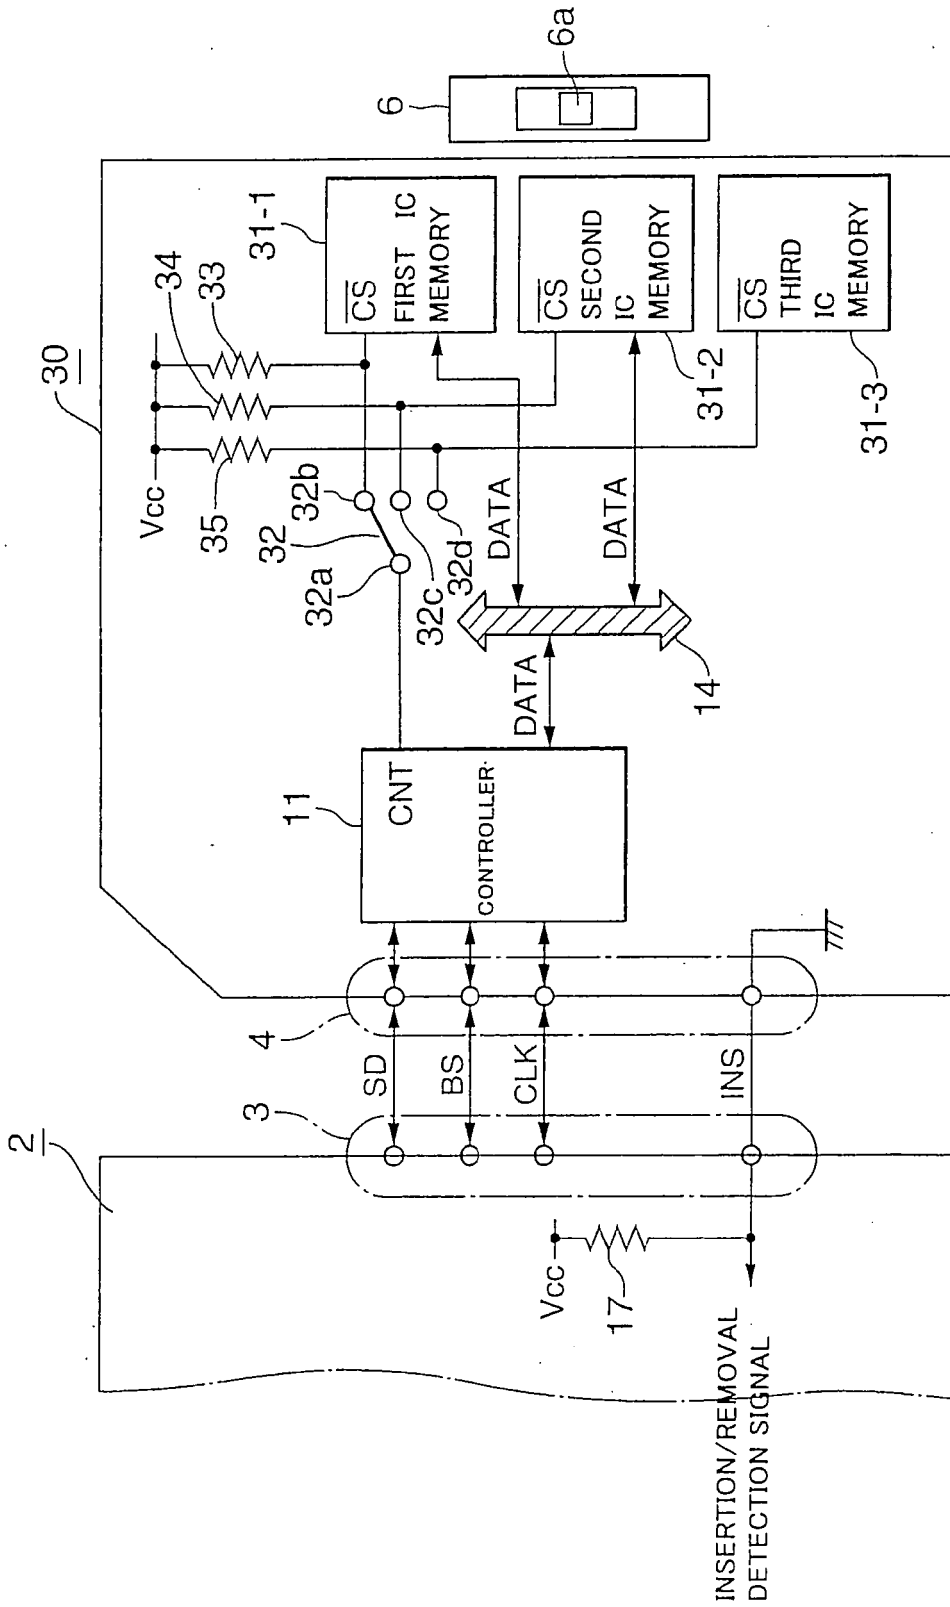 2
3
4
30
Vcc
35
34
33
31-1
CS
FIRST IC
MEMORY
6
6a
CS
SECOND
IC
MEMORY
31-2
CS
THIRD
IC
MEMORY
31-3
32a
32
32b
32c
32d
DATA
DATA
DATA
14
11
CNT
CONTROLLER
SD
BS
CLK
INS
Vcc
17
INSERTION/REMOVAL
DETECTION SIGNAL